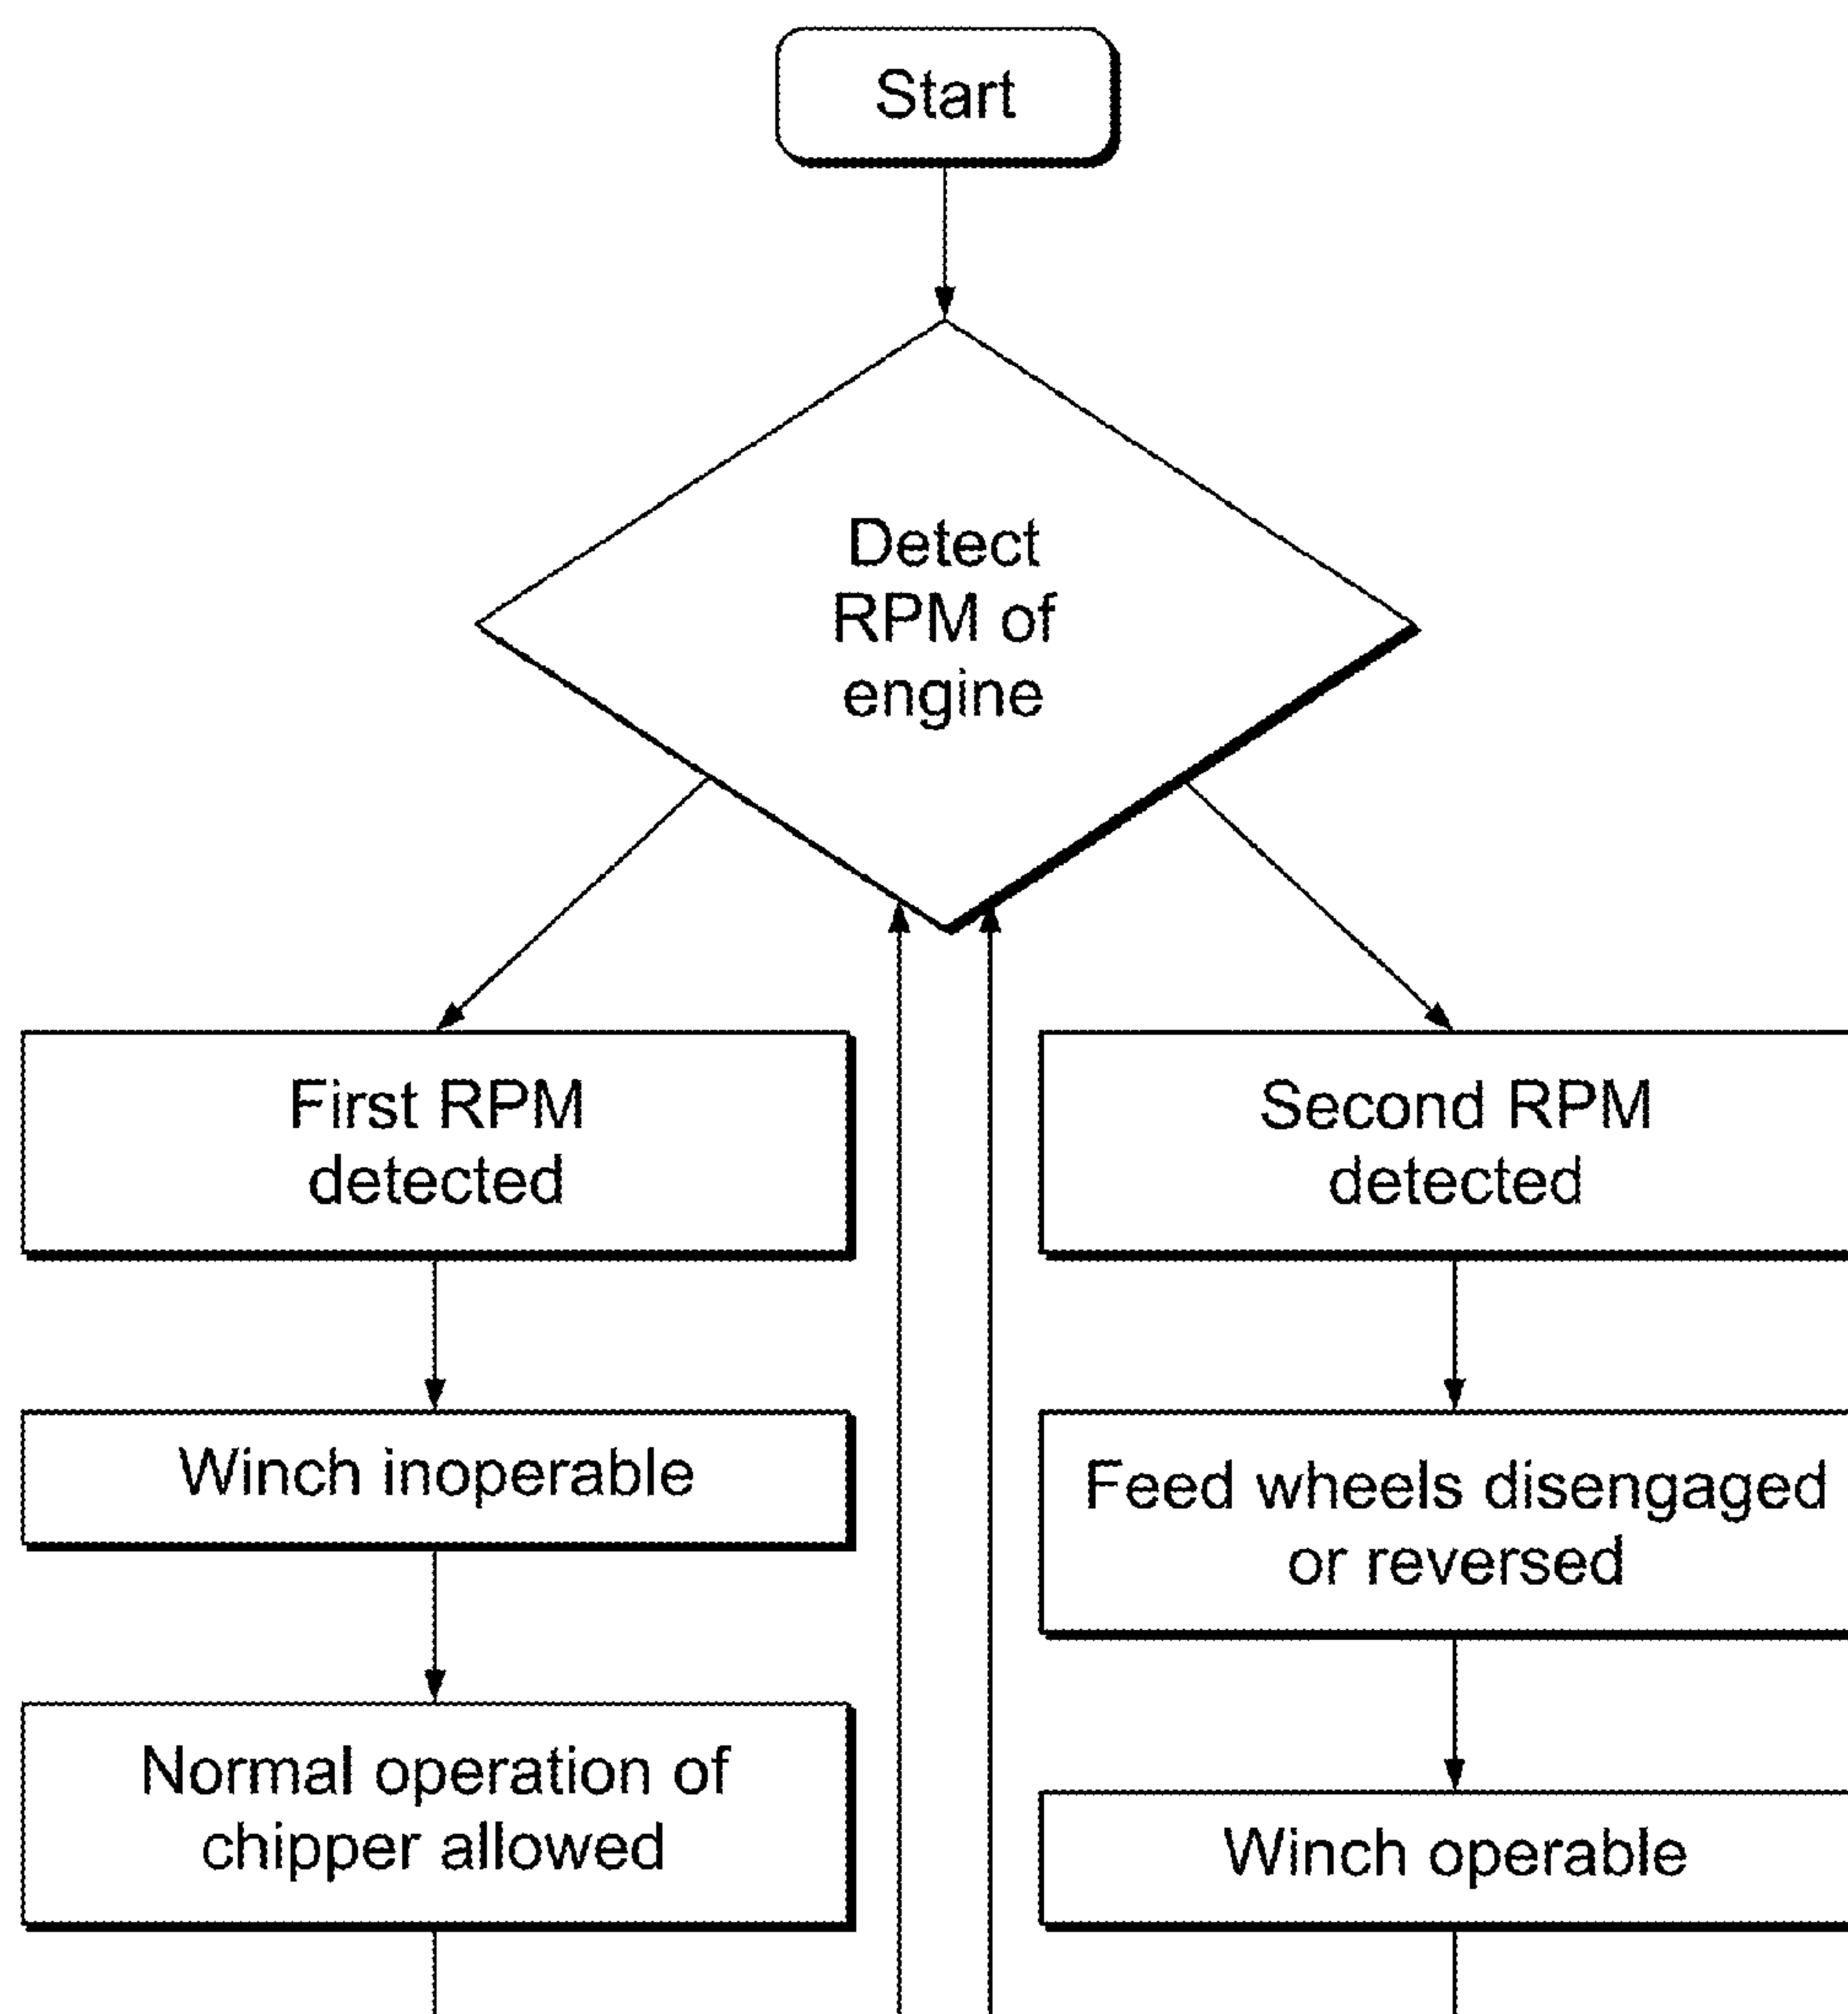 Start
Detect
RPM of
engine
First RPM
detected
Second RPM
detected
Winch inoperable
Feed wheels disengaged
or reversed
Normal operation of
chipper allowed
Winch operable